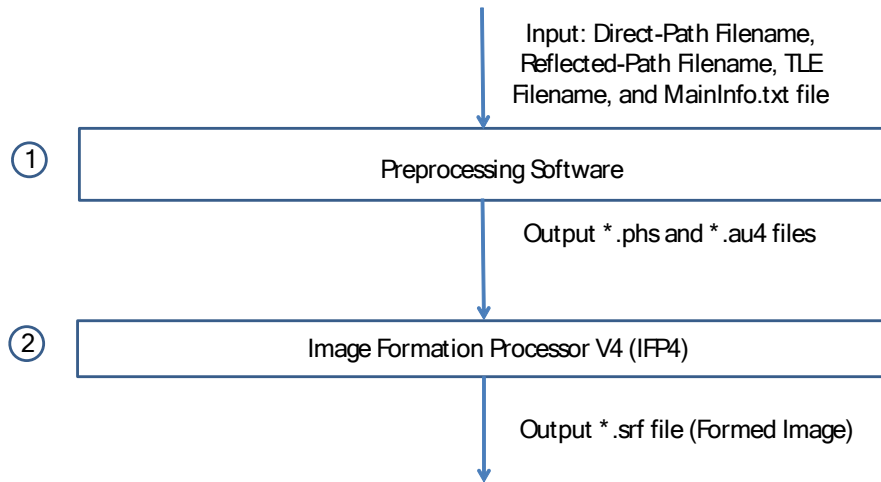 Input: Direct-Path Filename,
Reflected-Path Filename, TLE
Filename, and MainInfo.txt file
1
Preprocessing Software
Output *.phs and *.au4 files
2
Image Formation Processor V4 (IFP4)
Output *.srf file (Formed Image)